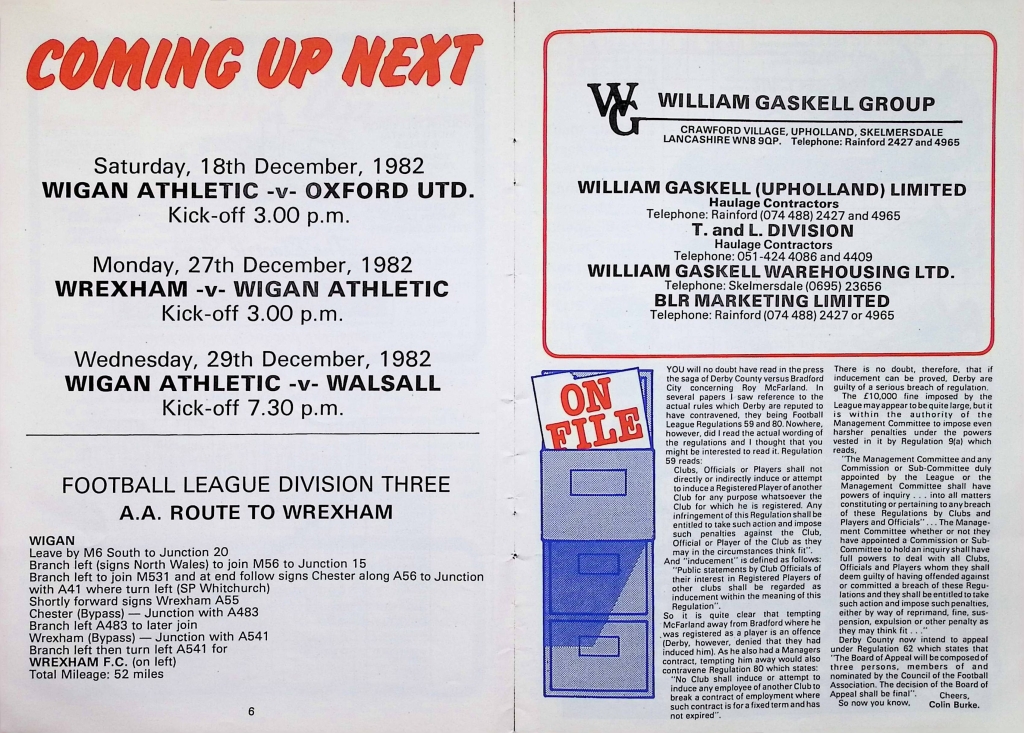 COMING UP NEXT
Saturday, 18th December, 1982
WIGAN ATHLETIC -v- OXFORD UTD.
Kick-off 3.00 p.m.
Monday, 27th December, 1982
WREXHAM -v- WIGAN ATHLETIC
Kick-off 3.00 p.m.
Wednesday, 29th December, 1982
WIGAN ATHLETIC -v- WALSALL
Kick-off 7.30 p.m.
FOOTBALL LEAGUE DIVISION THREE
A.A. ROUTE TO WREXHAM
WIGAN
Leave by M6 South to Junction 20
Branch left (signs North Wales) to join M56 to Junction 15
Branch left to join M531 and at end follow signs Chester along A56 to Junction
with A41 where turn left (SP Whitchurch)
Shortly forward signs Wrexham A55
Chester (Bypass) — Junction with A483
Branch left A483 to later join
Wrexham (Bypass) — Junction with A541
Branch left then turn left A541 for
WREXHAM F.C. (on left)
Total Mileage: 52 miles
6
WG WILLIAM GASKELL GROUP
CRAWFORD VILLAGE, UPHOLLAND, SKELMERSDALE
LANCASHIRE WN8 9QP. Telephone: Rainford 2427 and 4965
WILLIAM GASKELL (UPHOLLAND) LIMITED
Haulage Contractors
Telephone: Rainford (074 488) 2427 and 4965
T. and L. DIVISION
Haulage Contractors
Telephone: 051-424 4086 and 4409
WILLIAM GASKELL WAREHOUSING LTD.
Telephone: Skelmersdale (0695) 23656
BLR MARKETING LIMITED
Telephone: Rainford (074 488) 2427 or 4965
ON
FILE
YOU will no doubt have read in the press
the saga of Derby County versus Bradford
City concerning Roy McFarland. In
several papers I saw reference to the
actual rules which Derby are reputed to
have contravened, they being Football
League Regulations 59 and 80. Nowhere,
however, did I read the actual wording of
the regulations and I thought that you
might be interested to read it. Regulation
59 reads:
Clubs, Officials or Players shall not
directly or indirectly induce or attempt
to induce a Registered Player of another
Club for any purpose whatsoever the
Club for which he is registered. Any
infringement of this Regulation shall be
entitled to take such action and impose
such penalties against the Club,
Official or Player of the Club as they
may in the circumstances think fit".
And "inducement" is defined as follows:
"Public statements by Club Officials of
their interest in Registered Players of
other clubs shall be regarded as
inducement within the meaning of this
Regulation".
So it is quite clear that tempting
McFarland away from Bradford where he
was registered as a player is an offence
(Derby, however, denied that they had
induced him). As he also had a Managers
contract, tempting him away would also
contravene Regulation 80 which states:
"No Club shall induce or attempt to
induce any employee of another Club to
break a contract of employment where
such contract is for a fixed term and has
not expired".
There is no doubt, therefore, that if
inducement can be proved, Derby are
guilty of a serious breach of regulation.
The £10,000 fine imposed by the
League may appear to be quite large, but it
is within the authority of the
Management Committee to impose even
harsher penalties under the powers
vested in it by Regulation 9(a) which
reads,
"The Management Committee and any
Commission or Sub-Committee duly
appointed by the League or the
Management Committee shall have
powers of inquiry . . . into all matters
constituting or pertaining to any breach
of these Regulations by Clubs and
Players and Officials" . . . The Manage-
ment Committee whether or not they
have appointed a Commission or Sub-
Committee to hold an inquiry shall have
full powers to deal with all Clubs,
Officials and Players whom they shall
deem guilty of having offended against
or committed a breach of these Regu-
lations and they shall be entitled to take
such action and impose such penalties,
either by way of reprimand, fine, sus-
pension, expulsion or other penalty as
they may think fit . . ."
Derby County now intend to appeal
under Regulation 62 which states that
"The Board of Appeal will be composed of
three persons, members of and
nominated by the Council of the Football
Association. The decision of the Board of
Appeal shall be final".
So now you know,
Cheers,
Colin Burke.